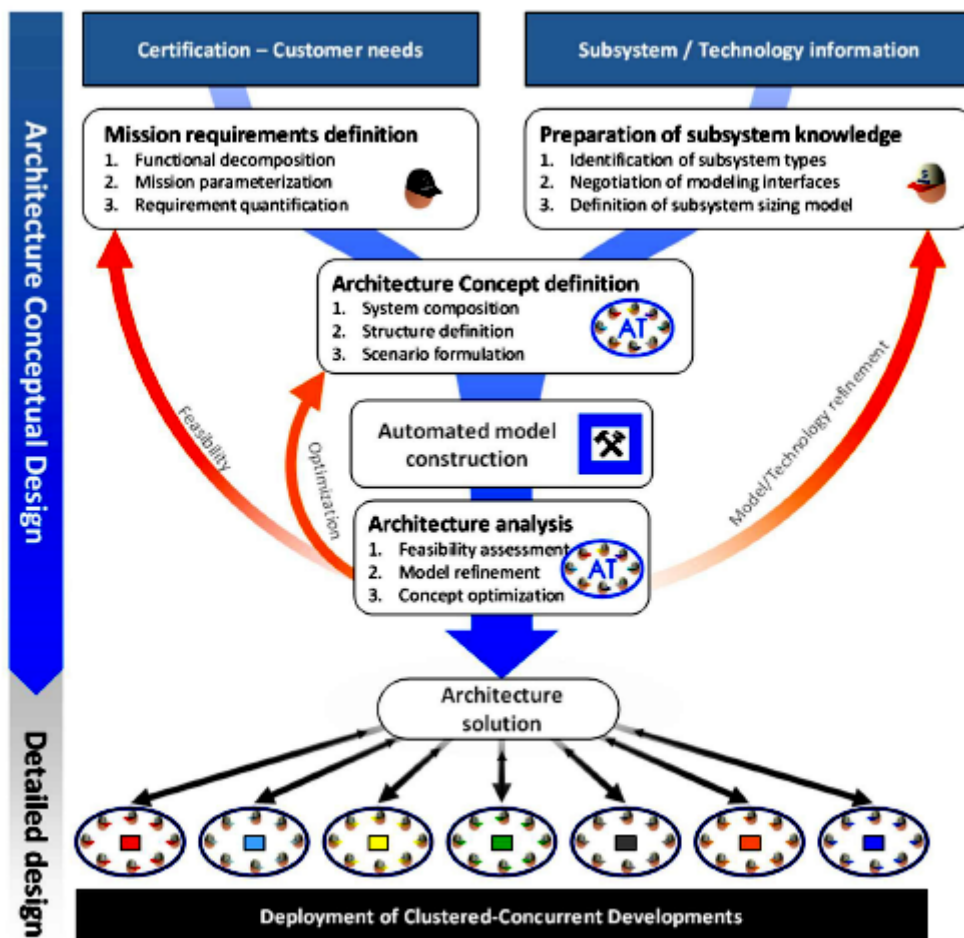 Certification – Customer needs
Subsystem / Technology information
Architecture Conceptual Design
Mission requirements definition
1. Functional decomposition
2. Mission parameterization
3. Requirement quantification
Preparation of subsystem knowledge
1. Identification of subsystem types
2. Negotiation of modeling interfaces
3. Definition of subsystem sizing model
Architecture Concept definition
1. System composition
2. Structure definition
3. Scenario formulation
AT
Feasibility
Optimization
Model/Technology refinement
Automated model
construction
Architecture analysis
1. Feasibility assessment
2. Model refinement
3. Concept optimization
AT
Architecture
solution
Detailed design
Deployment of Clustered-Concurrent Developments